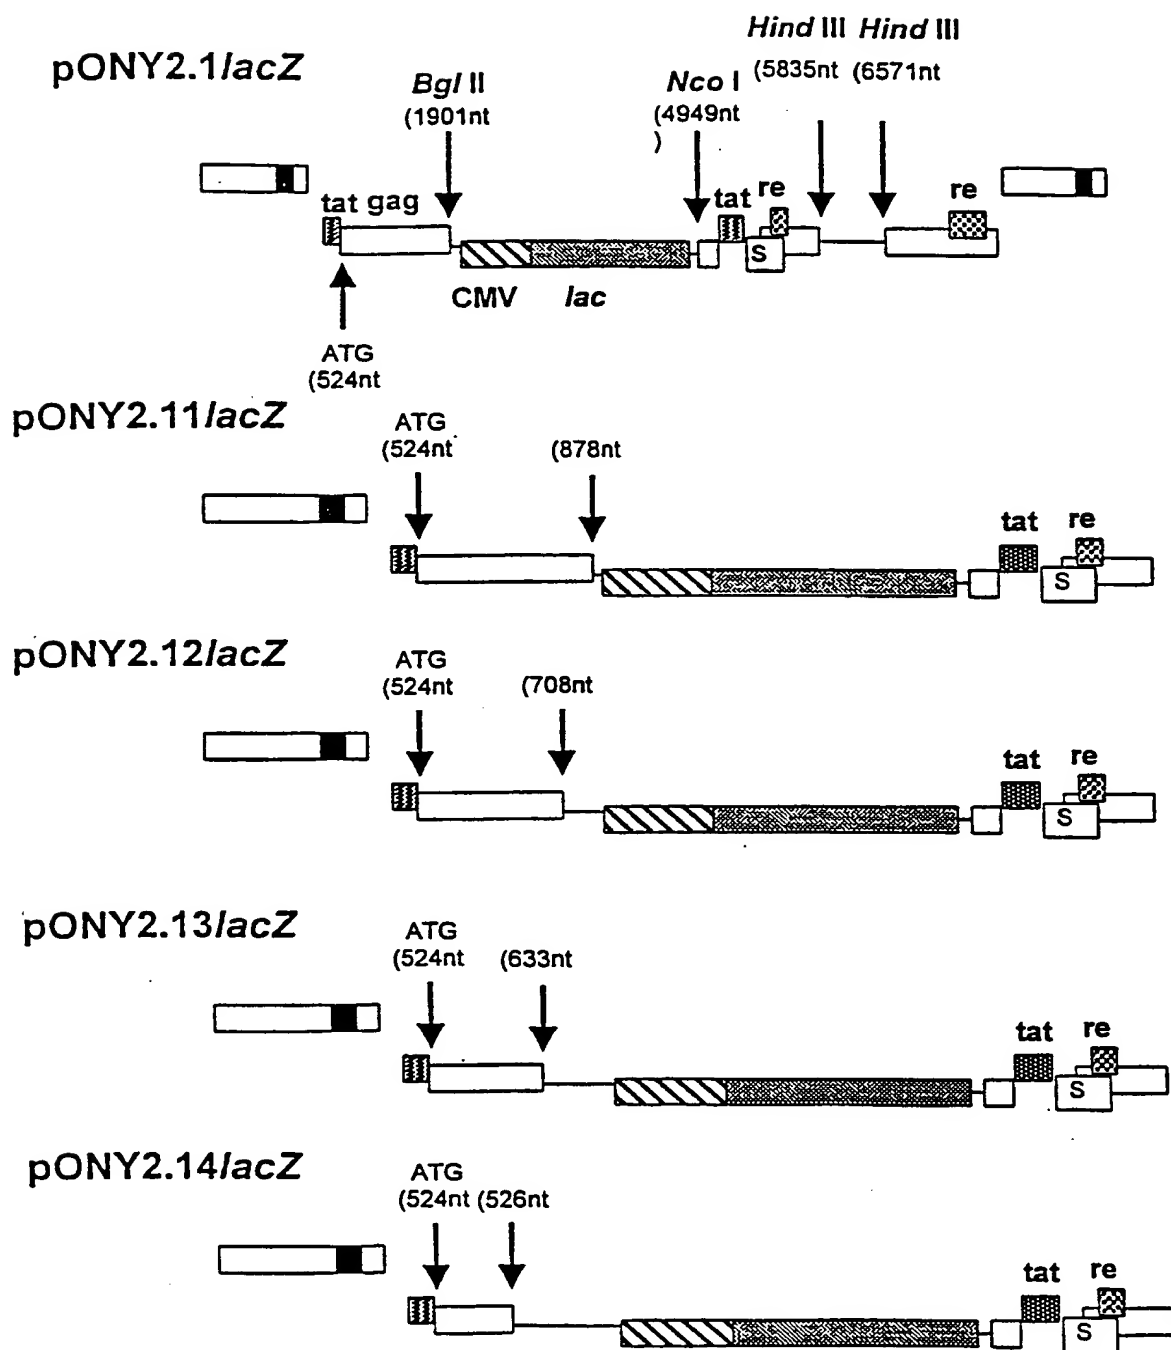 Hind III Hind III
pONY2.1lacZ
(5835nt (6571nt
Bgl II
Nco I
(1901nt
(4949nt
)
tat gag
tat re
re
S
CMV lac
ATG
(524nt
pONY2.11lacZ
ATG
(524nt (878nt
tat re
S
pONY2.12lacZ
ATG
(524nt (708nt
tat re
S
pONY2.13lacZ
ATG
(524nt (633nt
tat re
S
pONY2.14lacZ
ATG
(524nt (526nt
tat re
S